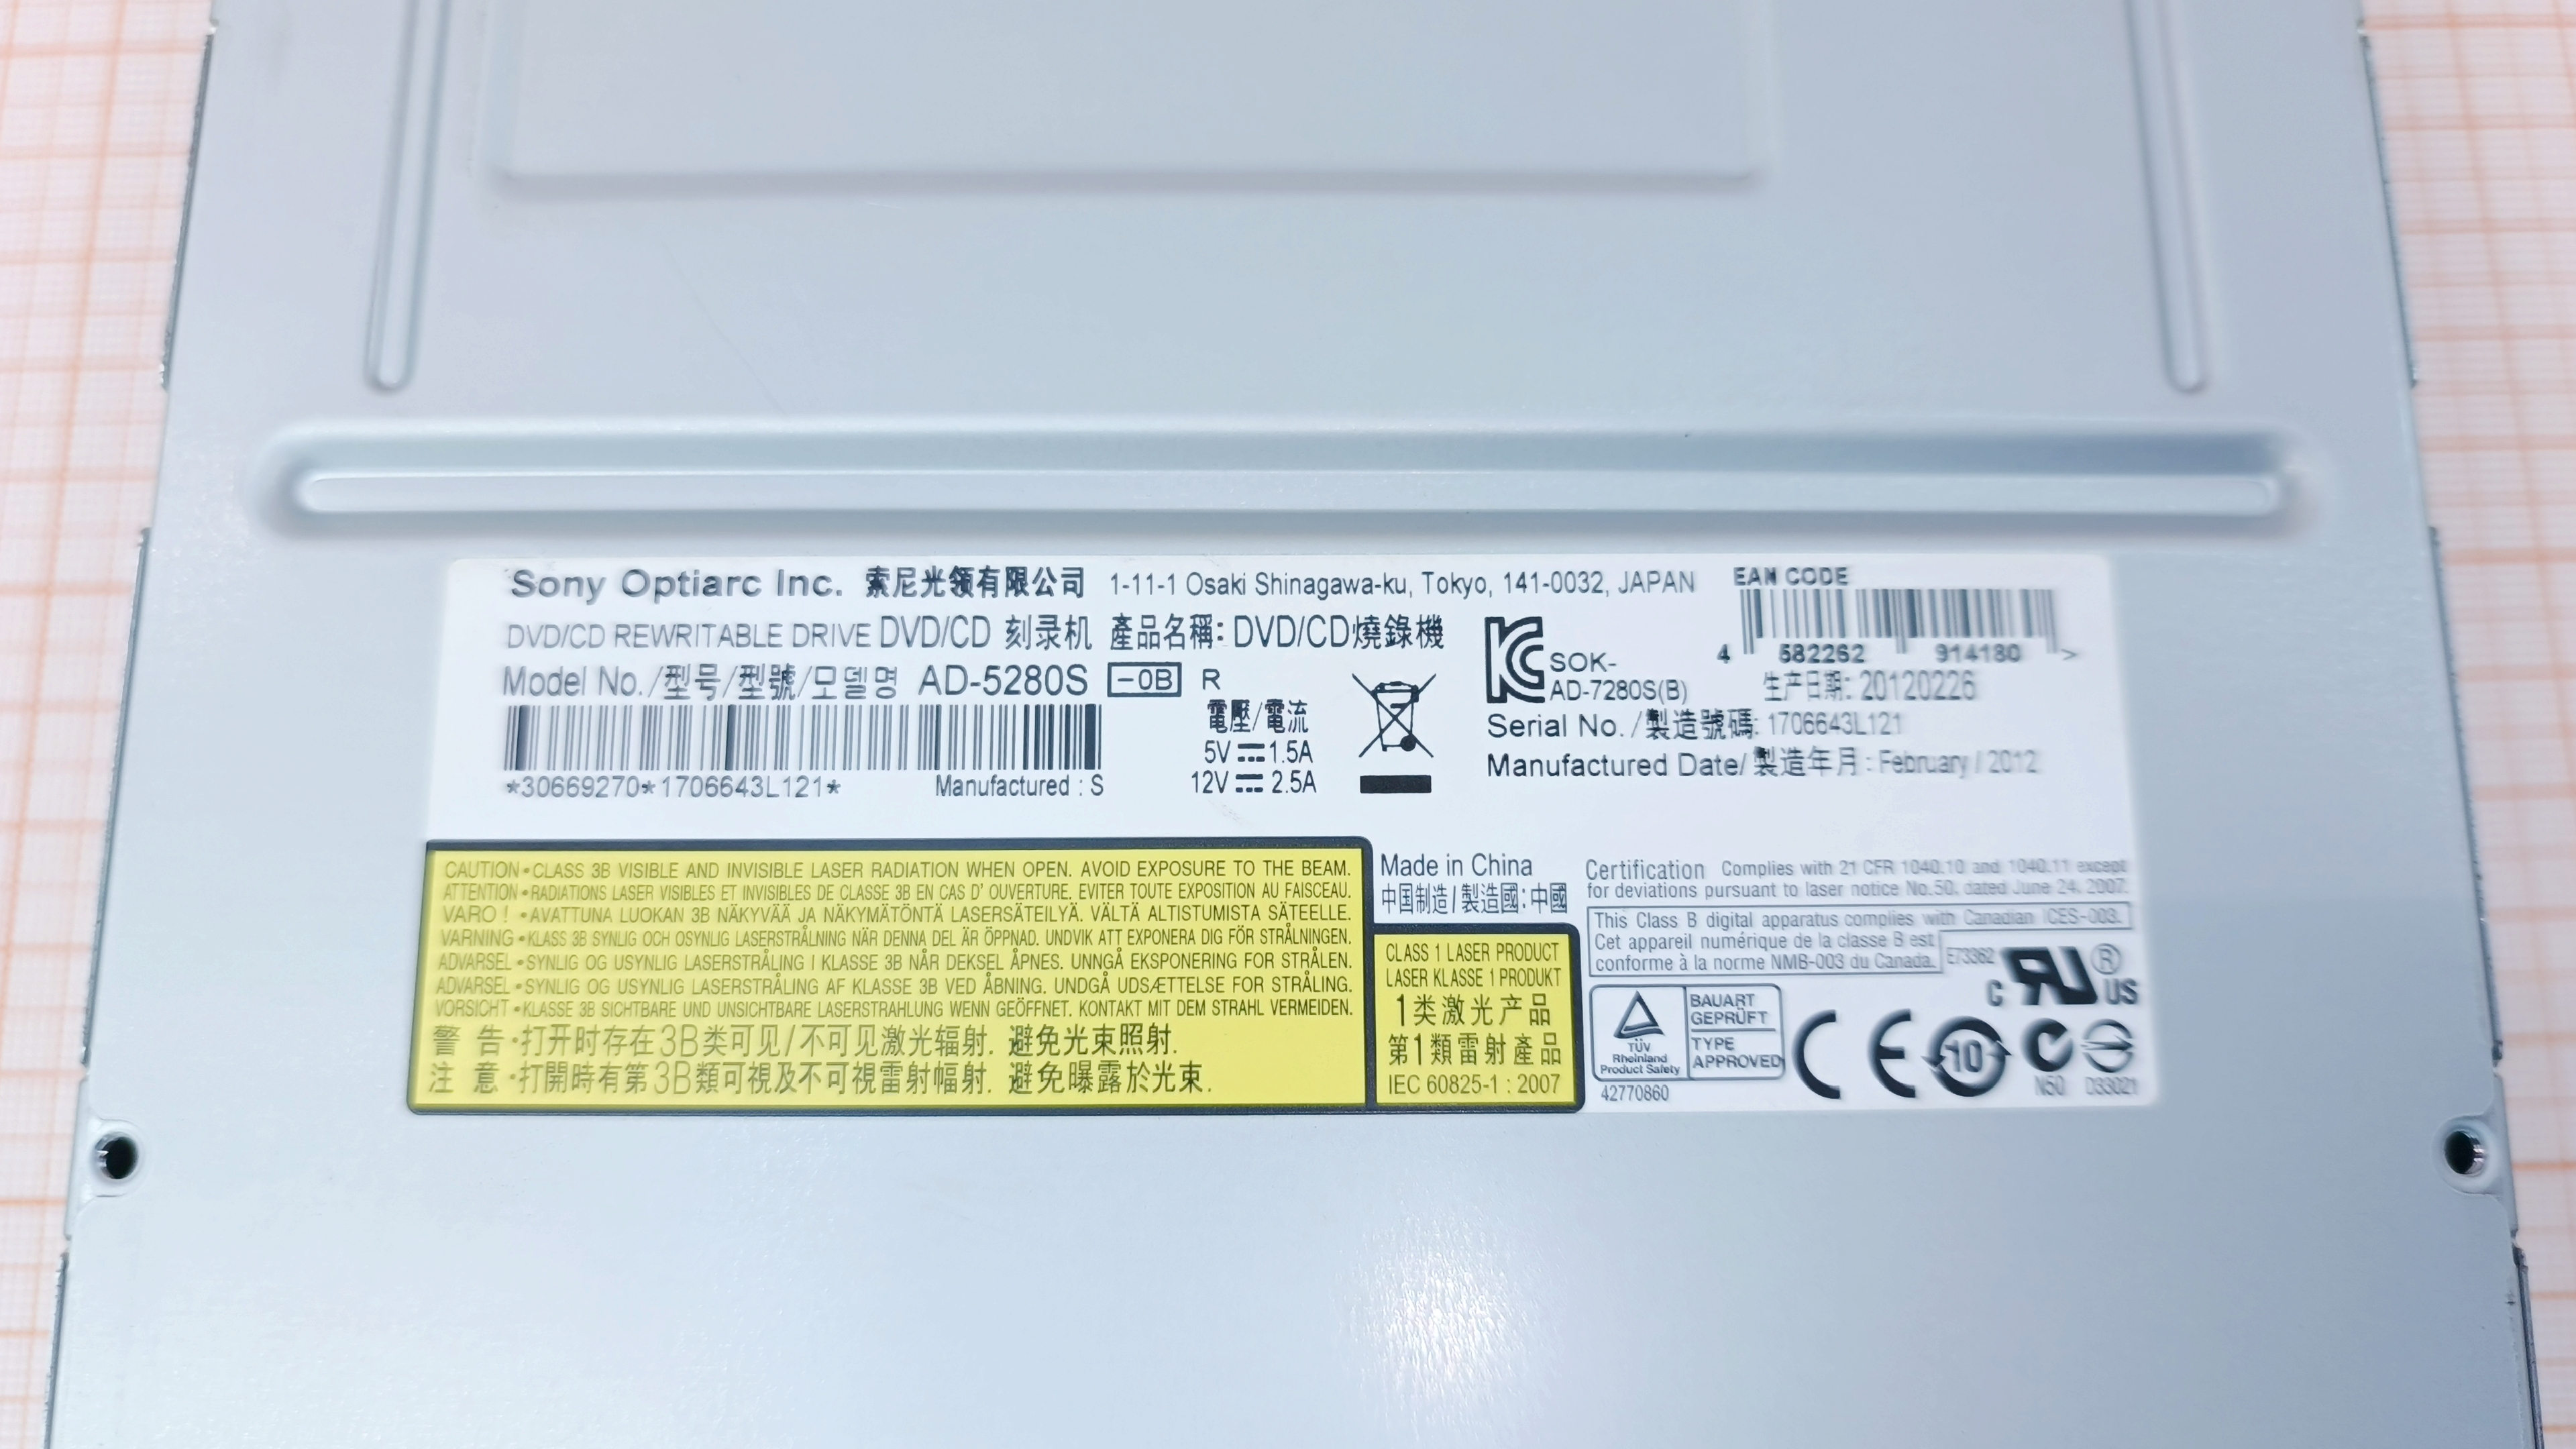 Sony Optiarc Inc. 索尼光领有限公司 1-11-1 Osaki Shinagawa-ku, Tokyo, 141-0032, JAPAN
DVD/CD REWRITABLE DRIVE DVD/CD 刻录机 產品名稱: DVD/CD燒錄機
Model No./型号/型號/모델명 AD-5280S -0B R
*30669270*1706643L121* Manufactured : S
電壓/電流
5V 1.5A
12V 2.5A
SOK-
AD-7280S(B)
EAN CODE
4 582262 914180 >
生产日期: 20120226
Serial No./製造號碼: 1706643L121
Manufactured Date/製造年月: February / 2012
CAUTION•CLASS 3B VISIBLE AND INVISIBLE LASER RADIATION WHEN OPEN. AVOID EXPOSURE TO THE BEAM.
ATTENTION•RADIATIONS LASER VISIBLES ET INVISIBLES DE CLASSE 3B EN CAS D' OUVERTURE. EVITER TOUTE EXPOSITION AU FAISCEAU.
VARO ! •AVATTUNA LUOKAN 3B NÄKYVÄÄ JA NÄKYMÄTÖNTÄ LASERSÄTEILYÄ. VÄLTÄ ALTISTUMISTA SÄTEELLE.
VARNING•KLASS 3B SYNLIG OCH OSYNLIG LASERSTRÅLNING NÄR DENNA DEL ÄR ÖPPNAD. UNDVIK ATT EXPONERA DIG FÖR STRÅLNINGEN.
ADVARSEL•SYNLIG OG USYNLIG LASERSTRÅLING I KLASSE 3B NÅR DEKSEL ÅPNES. UNNGÅ EKSPONERING FOR STRÅLEN.
ADVARSEL•SYNLIG OG USYNLIG LASERSTRÅLING AF KLASSE 3B VED ÅBNING. UNDGÅ UDSÆTTELSE FOR STRÅLING.
VORSICHT•KLASSE 3B SICHTBARE UND UNSICHTBARE LASERSTRAHLUNG WENN GEÖFFNET. KONTAKT MIT DEM STRAHL VERMEIDEN.
警 告·打开时存在3B类可见/不可见激光辐射. 避免光束照射.
注 意·打開時有第3B類可視及不可視雷射輻射. 避免曝露於光束.
Made in China
中国制造/製造國: 中國
CLASS 1 LASER PRODUCT
LASER KLASSE 1 PRODUKT
1类激光产品
第1類雷射產品
IEC 60825-1 : 2007
Certification Complies with 21 CFR 1040.10 and 1040.11 except
for deviations pursuant to laser notice No.50, dated June 24, 2007.
This Class B digital apparatus complies with Canadian ICES-003.
Cet appareil numérique de la classe B est
conforme à la norme NMB-003 du Canada.
E73362
C US ®
TÜV
Rheinland
Product Safety
BAUART
GEPRÜFT
TYPE
APPROVED
42770860
CE
10
N50
D33021